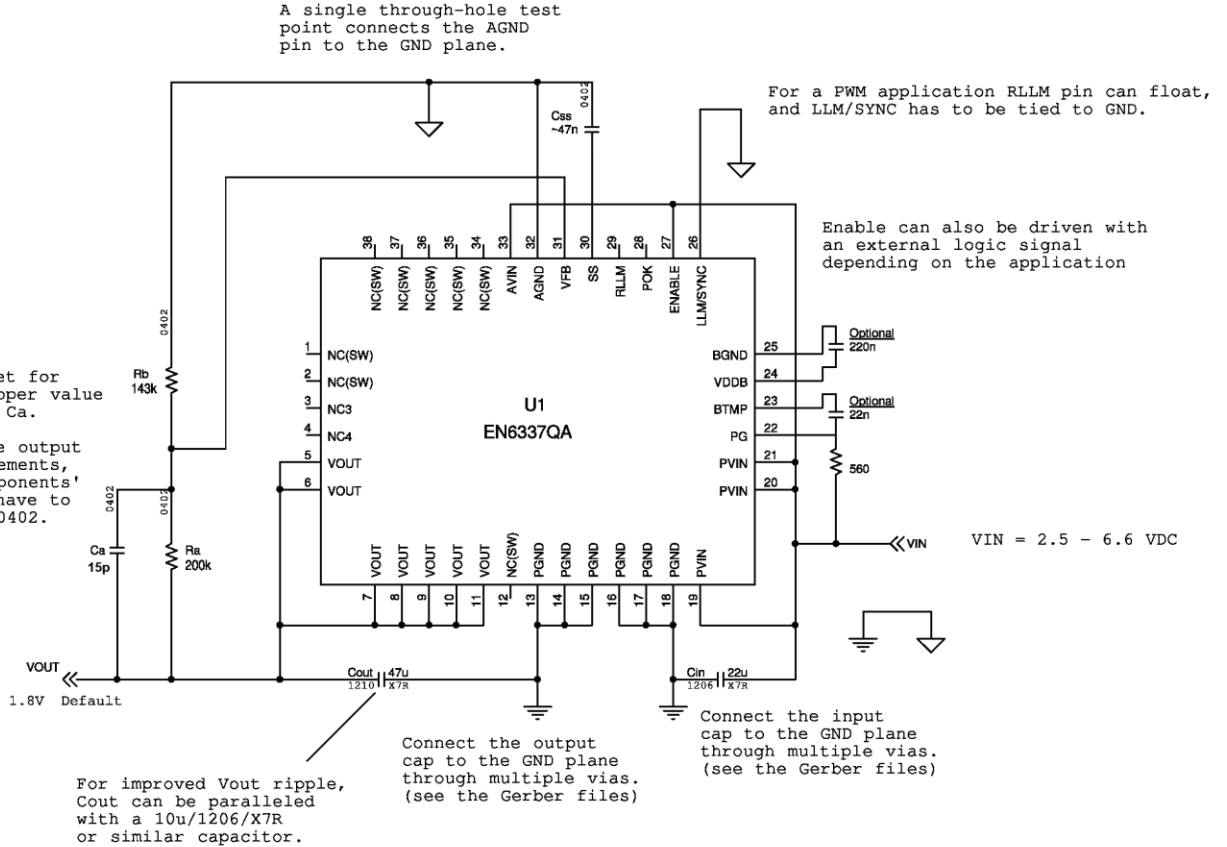 A single through-hole test
point connects the AGND
pin to the GND plane.
For a PWM application RLLM pin can float,
and LLM/SYNC has to be tied to GND.
0402
Css
~47n
Enable can also be driven with
an external logic signal
depending on the application
38
37
36
35
34
33
32
31
30
29
28
27
26
NC(SW)
NC(SW)
NC(SW)
NC(SW)
NC(SW)
AVIN
AGND
VFB
SS
RLLM
POK
ENABLE
LLM/SYNC
0402
Rb
143k
et for
per value
Ca.
e output
ements,
ponents'
have to
0402.
1 NC(SW)
2 NC(SW)
3 NC3
4 NC4
5 VOUT
6 VOUT
U1
EN6337QA
BGND 25
VDDB 24
BTMP 23
PG 22
PVIN 21
PVIN 20
Optional
220n
Optional
22n
560
VIN
VIN = 2.5 - 6.6 VDC
0402
0402
Ca
15p
Ra
200k
VOUT
VOUT
VOUT
VOUT
VOUT
NC(SW)
PGND
PGND
PGND
PGND
PGND
PGND
PVIN
7
8
9
10
11
12
13
14
15
16
17
18
19
VOUT
1.8V Default
Cout 47u
1210 X7R
Cin 22u
1206 X7R
Connect the output
cap to the GND plane
through multiple vias.
(see the Gerber files)
Connect the input
cap to the GND plane
through multiple vias.
(see the Gerber files)
For improved Vout ripple,
Cout can be paralleled
with a 10u/1206/X7R
or similar capacitor.